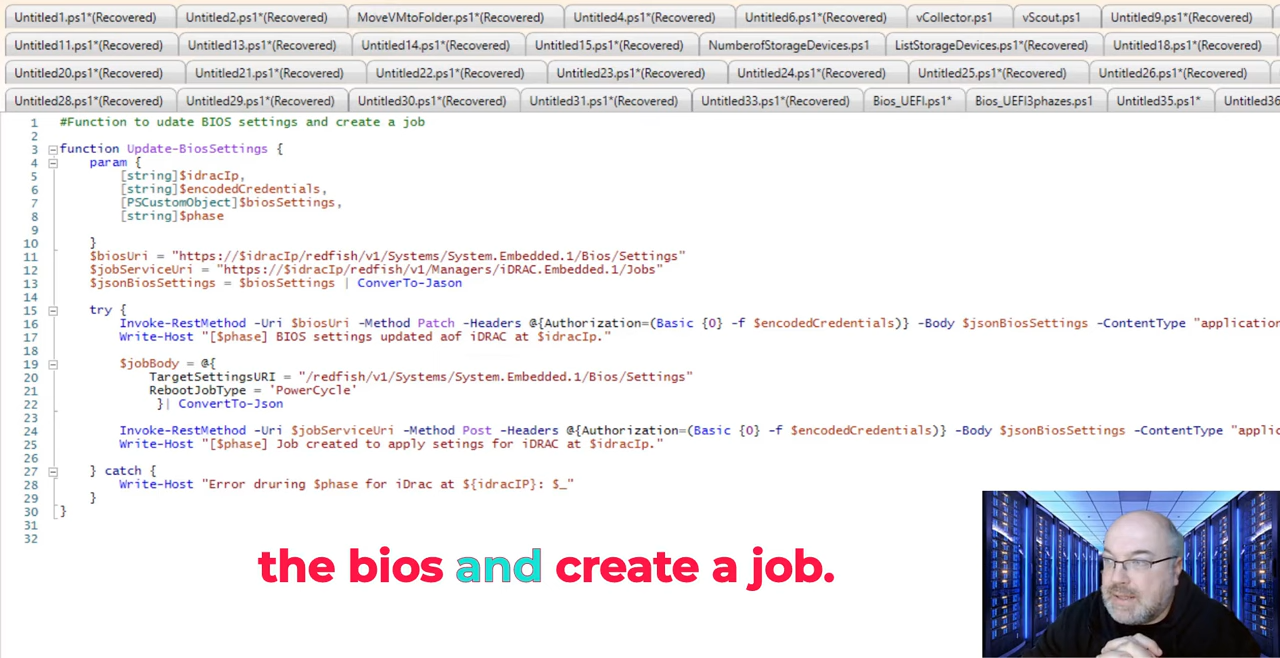 Untitled1.ps1*(Recovered) Untitled2.ps1*(Recovered) MoveVMtoFolder.ps1*(Recovered) Untitled4.ps1*(Recovered) Untitled6.ps1*(Recovered) vCollector.ps1 vScout.ps1 Untitled9.ps1*(Recovered)
Untitled11.ps1*(Recovered) Untitled13.ps1*(Recovered) Untitled14.ps1*(Recovered) Untitled15.ps1*(Recovered) NumberofStorageDevices.ps1 ListStorageDevices.ps1*(Recovered) Untitled18.ps1*(Recovered)
Untitled20.ps1*(Recovered) Untitled21.ps1*(Recovered) Untitled22.ps1*(Recovered) Untitled23.ps1*(Recovered) Untitled24.ps1*(Recovered) Untitled25.ps1*(Recovered) Untitled26.ps1*(Recovered)
Untitled28.ps1*(Recovered) Untitled29.ps1*(Recovered) Untitled30.ps1*(Recovered) Untitled31.ps1*(Recovered) Untitled33.ps1*(Recovered) Bios_UEFI.ps1* Bios_UEFI3phazes.ps1 Untitled35.ps1* Untitled36
1 #Function to udate BIOS settings and create a job
2
3 function Update-BiosSettings {
4 param {
5 [string]$idracIp,
6 [string]$encodedCredentials,
7 [PSCustomObject]$biosSettings,
8 [string]$phase
9
10 }
11 $biosUri = "https://$idracIp/redfish/v1/Systems/System.Embedded.1/Bios/Settings"
12 $jobServiceUri = "https://$idracIp/redfish/v1/Managers/iDRAC.Embedded.1/Jobs"
13 $jsonBiosSettings = $biosSettings | ConverTo-Jason
14
15 try {
16 Invoke-RestMethod -Uri $biosUri -Method Patch -Headers @{Authorization=(Basic {0} -f $encodedCredentials)} -Body $jsonBiosSettings -ContentType "application
17 Write-Host "[$phase] BIOS settings updated aof iDRAC at $idracIp."
18
19 $jobBody = @{
20 TargetSettingsURI = "/redfish/v1/Systems/System.Embedded.1/Bios/Settings"
21 RebootJobType = 'PowerCycle'
22 }| ConvertTo-Json
23
24 Invoke-RestMethod -Uri $jobServiceUri -Method Post -Headers @{Authorization=(Basic {0} -f $encodedCredentials)} -Body $jsonBiosSettings -ContentType "applic
25 Write-Host "[$phase] Job created to apply setings for iDRAC at $idracIp."
26
27 } catch {
28 Write-Host "Error druring $phase for iDrac at ${idracIP}: $_"
29 }
30 }
31
32
the bios and create a job.